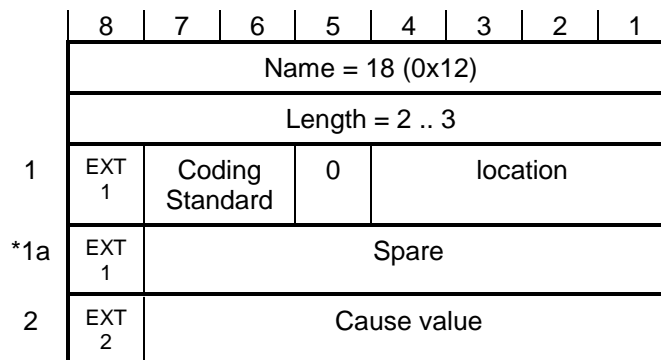 8 7 6 5 4 3 2 1
Name = 18 (0x12)
Length = 2 .. 3
1 EXT 1 Coding Standard 0 location
*1a EXT 1 Spare
2 EXT 2 Cause value